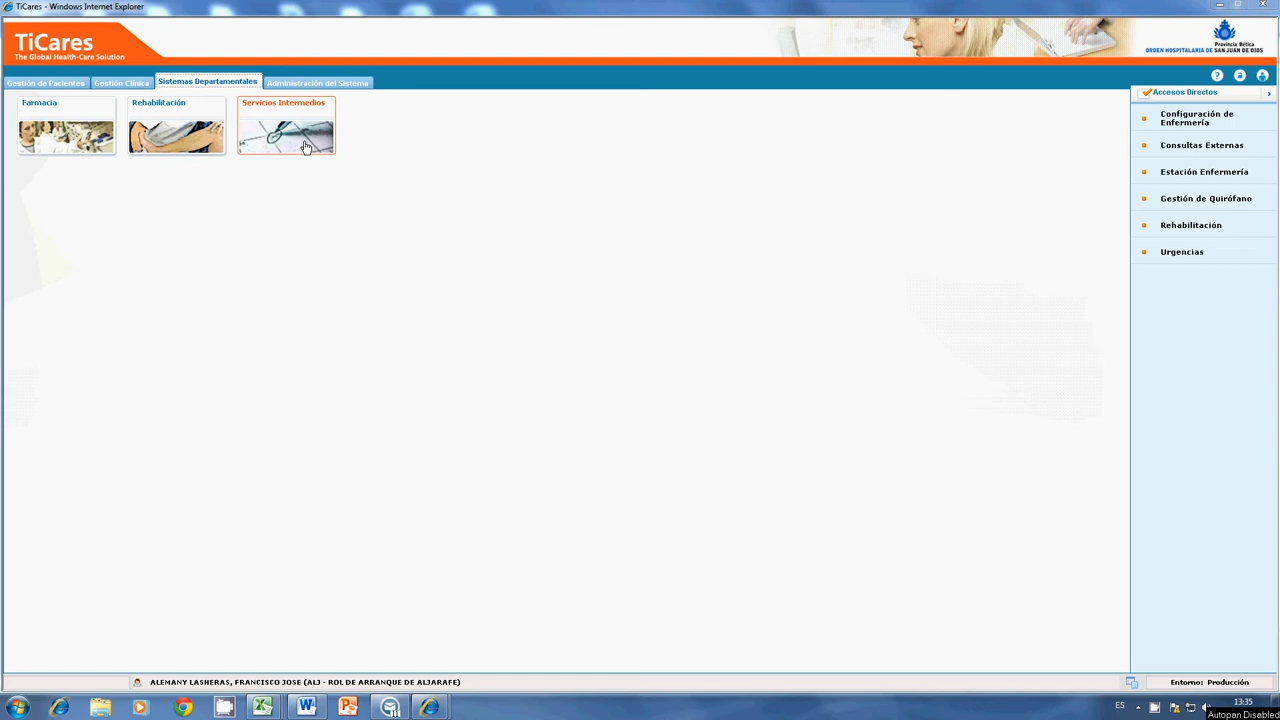 TiCares - Windows Internet Explorer
TiCares
The Global Health-Care Solution
Provincia Bética
ORDEN HOSPITALARIA DE SAN JUAN DE DIOS
Gestión de Pacientes
Gestión Clínica
Sistemas Departamentales
Administración del Sistema
Accesos Directos
Farmacia
Rehabilitación
Servicios Intermedios
Configuración de
Enfermería
Consultas Externas
Estación Enfermería
Gestión de Quirófano
Rehabilitación
Urgencias
ALEMANY LASHERAS, FRANCISCO JOSE (ALJ - ROL DE ARRANQUE DE ALJARAFE)
Entorno: Producción
ES
13:35
Autopan Disabled